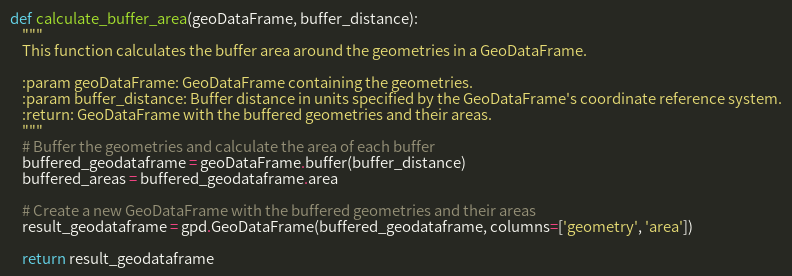 def calculate_buffer_area(geoDataFrame, buffer_distance):
"""
This function calculates the buffer area around the geometries in a GeoDataFrame.
:param geoDataFrame: GeoDataFrame containing the geometries.
:param buffer_distance: Buffer distance in units specified by the GeoDataFrame's coordinate reference system.
:return: GeoDataFrame with the buffered geometries and their areas.
"""
# Buffer the geometries and calculate the area of each buffer
buffered_geodataframe = geoDataFrame.buffer(buffer_distance)
buffered_areas = buffered_geodataframe.area
# Create a new GeoDataFrame with the buffered geometries and their areas
result_geodataframe = gpd.GeoDataFrame(buffered_geodataframe, columns=['geometry', 'area'])
return result_geodataframe